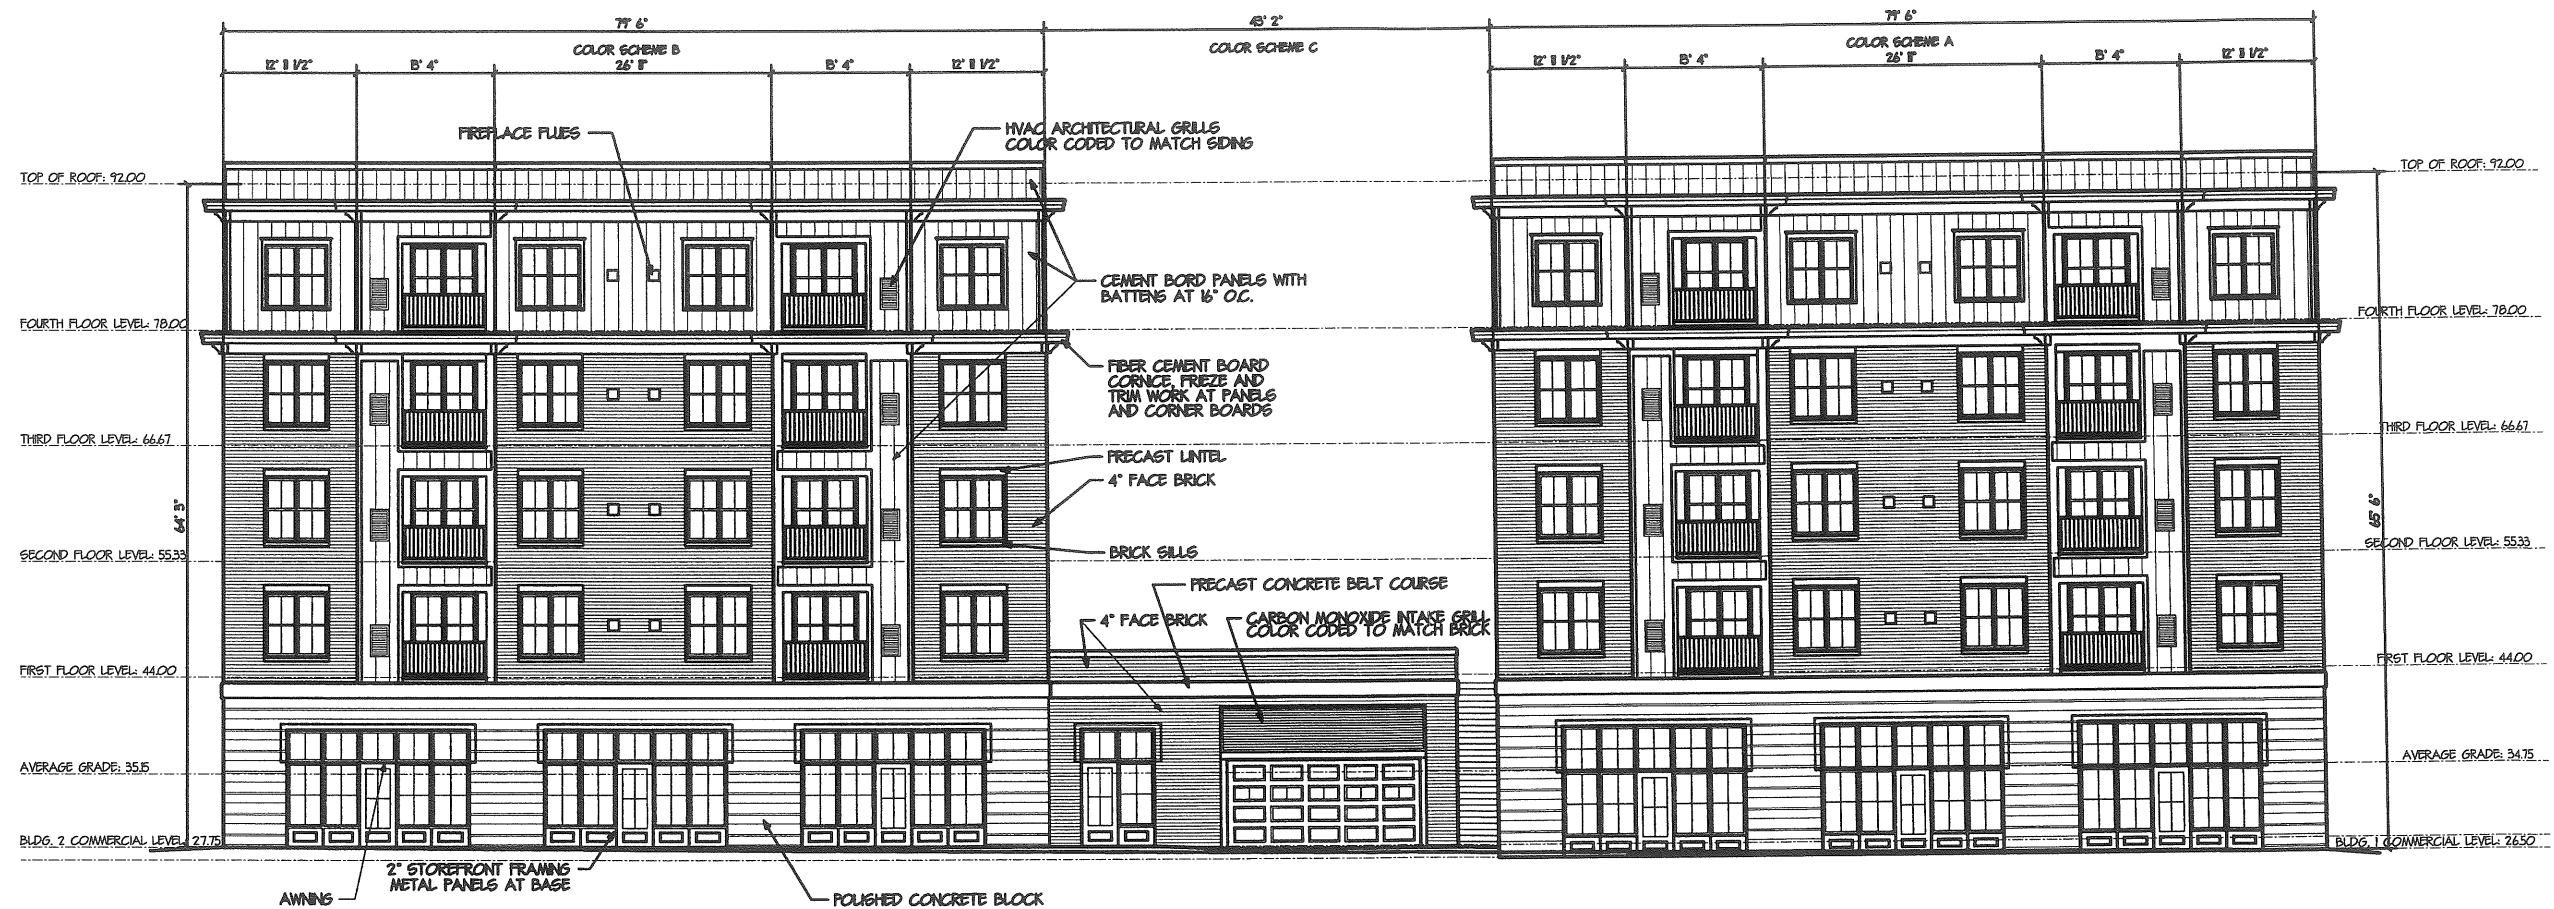 79' 6"
43' 2"
79' 6"
COLOR SCHEME B
COLOR SCHEME C
COLOR SCHEME A
12' 11 1/2"
13' 4"
26' 11"
13' 4"
12' 11 1/2"
12' 11 1/2"
13' 4"
26' 11"
13' 4"
12' 11 1/2"
FIREPLACE FLUES
HVAC ARCHITECTURAL GRILLS
COLOR CODED TO MATCH SIDING
TOP OF ROOF: 92.00
TOP OF ROOF: 92.00
CEMENT BORD PANELS WITH
BATTENS AT 16" O.C.
FOURTH FLOOR LEVEL: 78.00
FOURTH FLOOR LEVEL: 78.00
FIBER CEMENT BOARD
CORNICE, FRIEZE AND
TRIM WORK AT PANELS
AND CORNER BOARDS
THIRD FLOOR LEVEL: 66.67
THIRD FLOOR LEVEL: 66.67
PRECAST LINTEL
4" FACE BRICK
64' 3"
65' 6"
BRICK SILLS
SECOND FLOOR LEVEL: 55.33
SECOND FLOOR LEVEL: 55.33
PRECAST CONCRETE BELT COURSE
4" FACE BRICK
CARBON MONOXIDE INTAKE GRILL
COLOR CODED TO MATCH BRICK
FIRST FLOOR LEVEL: 44.00
FIRST FLOOR LEVEL: 44.00
AVERAGE GRADE: 35.15
AVERAGE GRADE: 34.75
BLDG. 2 COMMERCIAL LEVEL: 27.75
BLDG. 1 COMMERCIAL LEVEL: 26.50
2" STOREFRONT FRAMING
METAL PANELS AT BASE
AWNING
POLISHED CONCRETE BLOCK